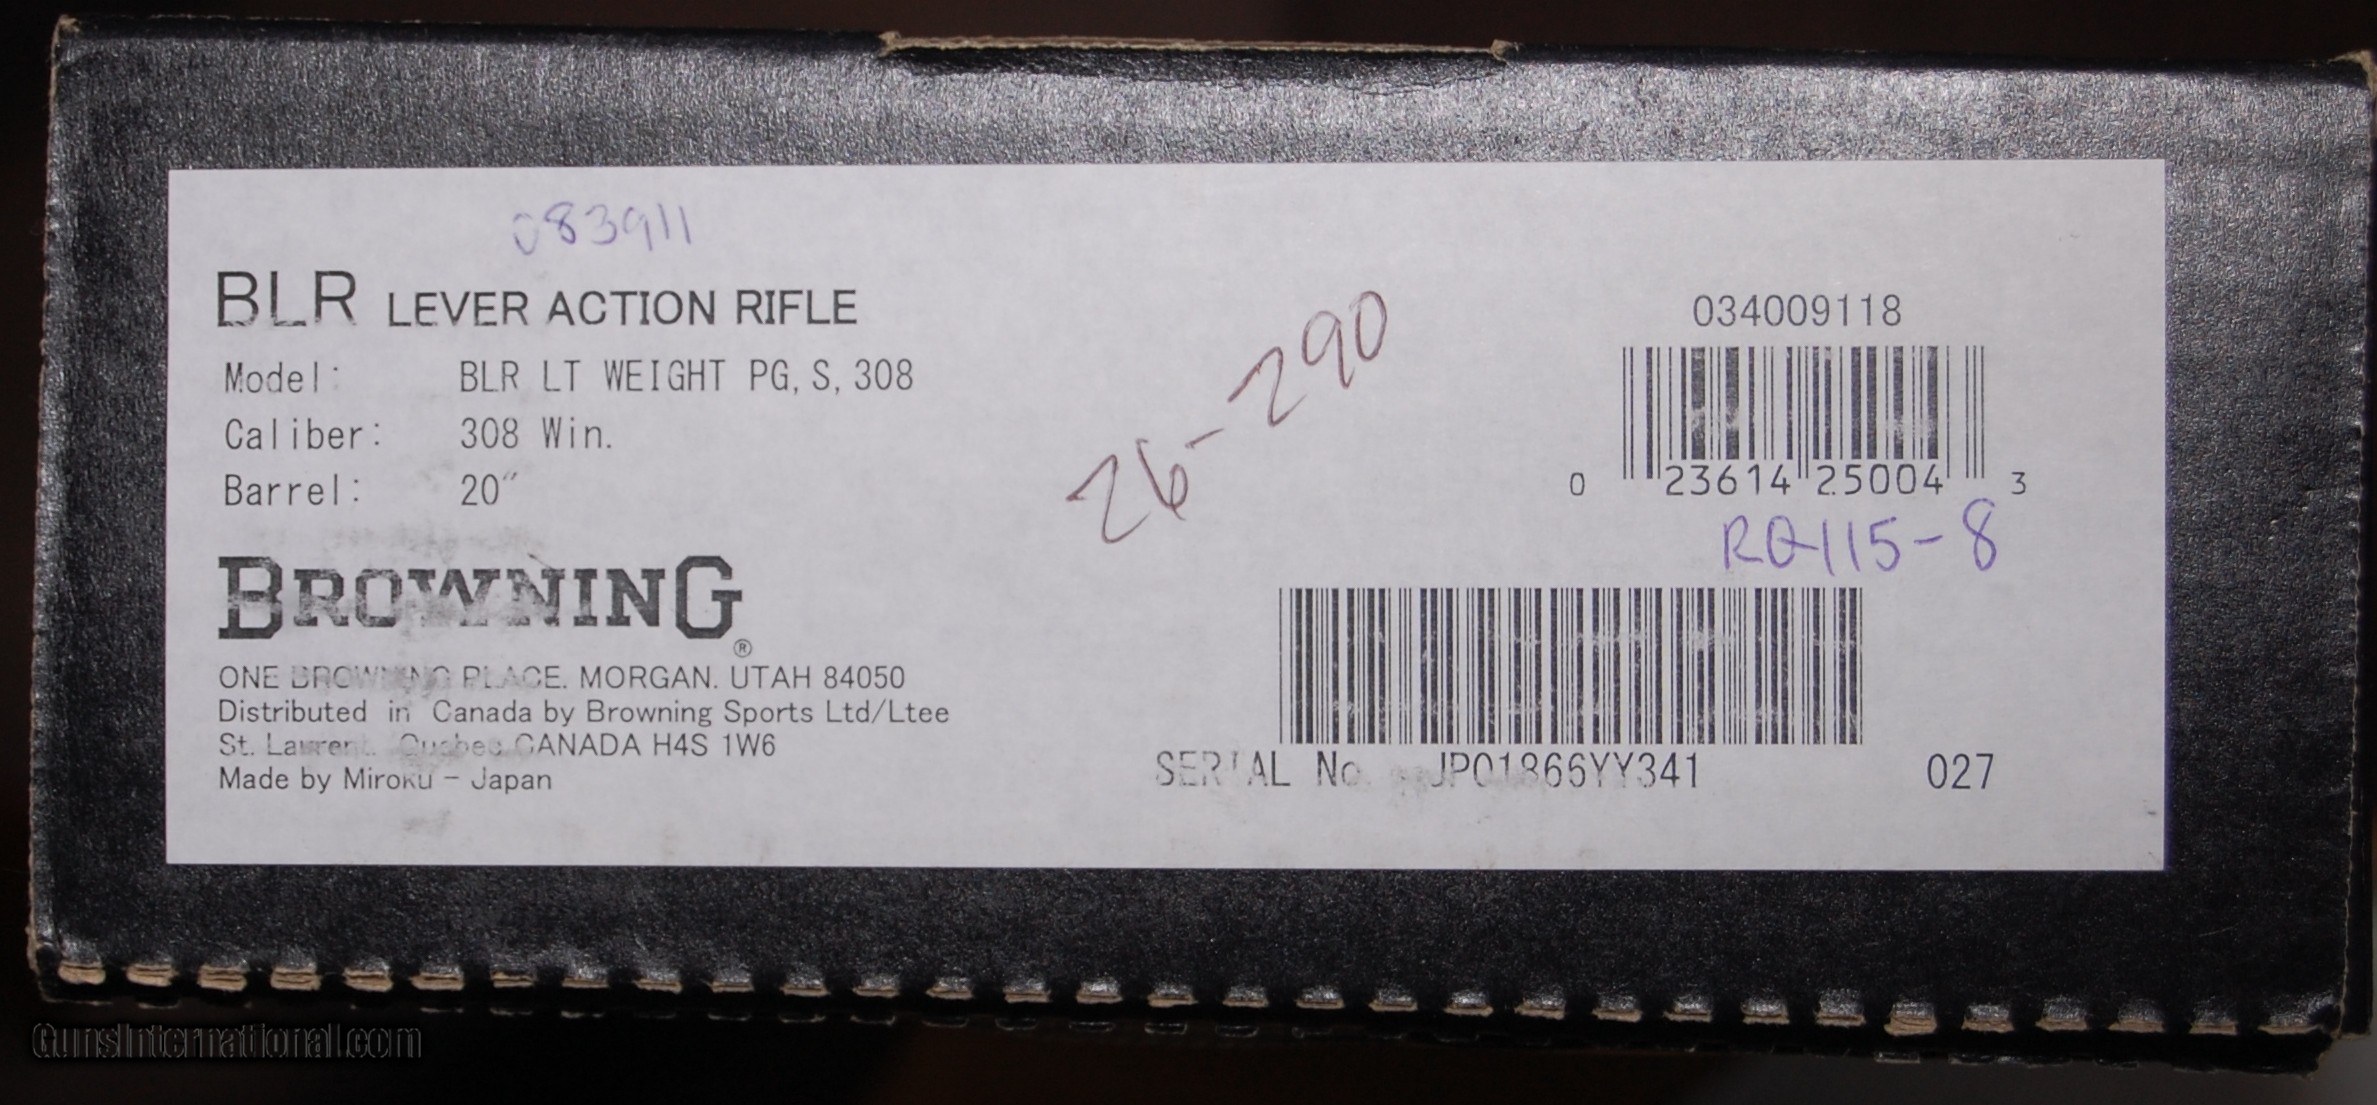 083911
BLR LEVER ACTION RIFLE
Model: BLR LT WEIGHT PG, S, 308
Caliber: 308 Win.
Barrel: 20"
BROWNING®
ONE BROWNING PLACE. MORGAN. UTAH 84050
Distributed in Canada by Browning Sports Ltd/Ltee
St. Laurent. Quebec CANADA H4S 1W6
Made by Miroku - Japan
26-290
034009118
0 23614 25004 3
RQ115-8
SERIAL No. JP01866YY341 027
GunsInternational.com